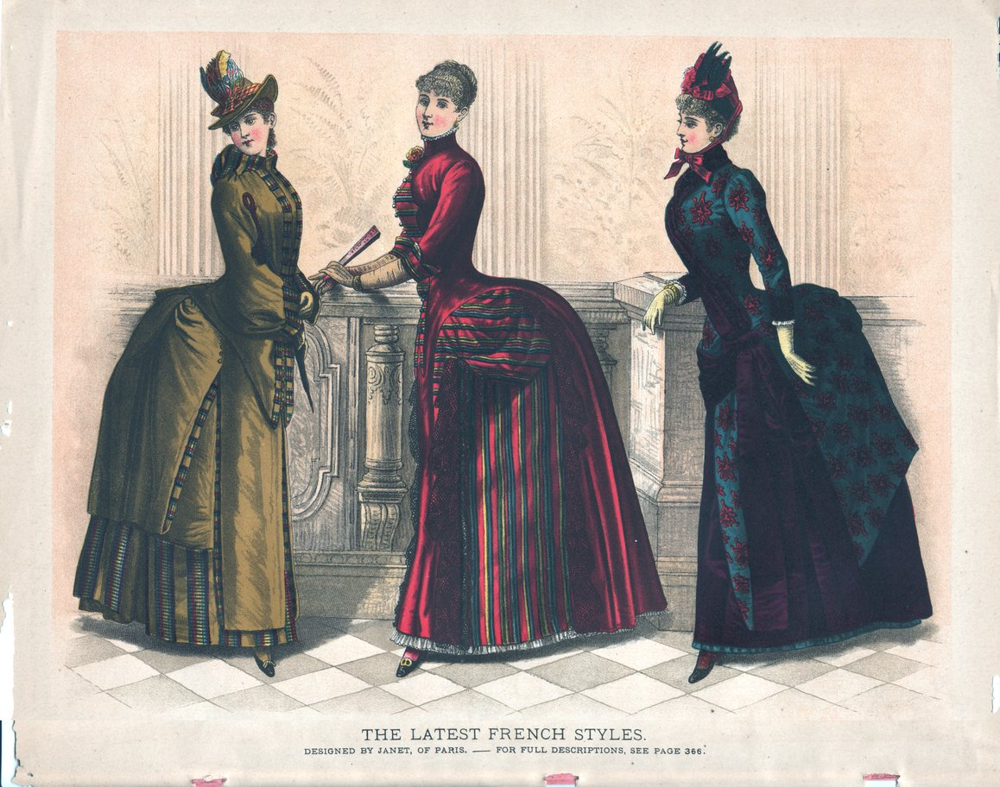 THE LATEST FRENCH STYLES.
DESIGNED BY JANET, OF PARIS. — FOR FULL DESCRIPTIONS, SEE PAGE 366.